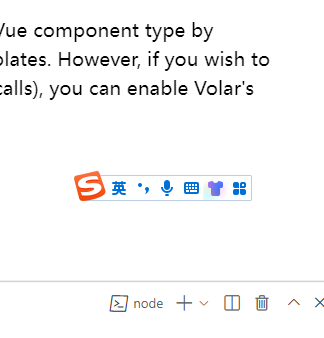 Vue component type by
plates. However, if you wish to
calls), you can enable Volar's
S 英
node